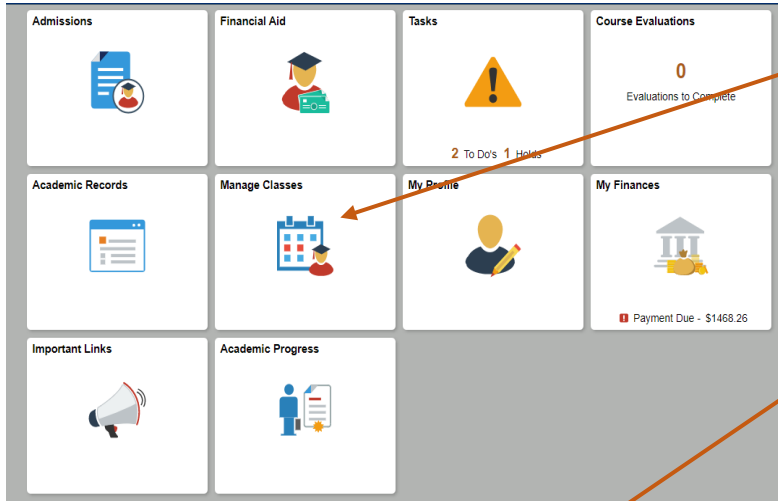 Admissions
Financial Aid
Tasks
Course Evaluations
0
Evaluations to Complete
2 To Do's 1 Holds
Academic Records
Manage Classes
My Profile
My Finances
Payment Due - $1468.26
Important Links
Academic Progress